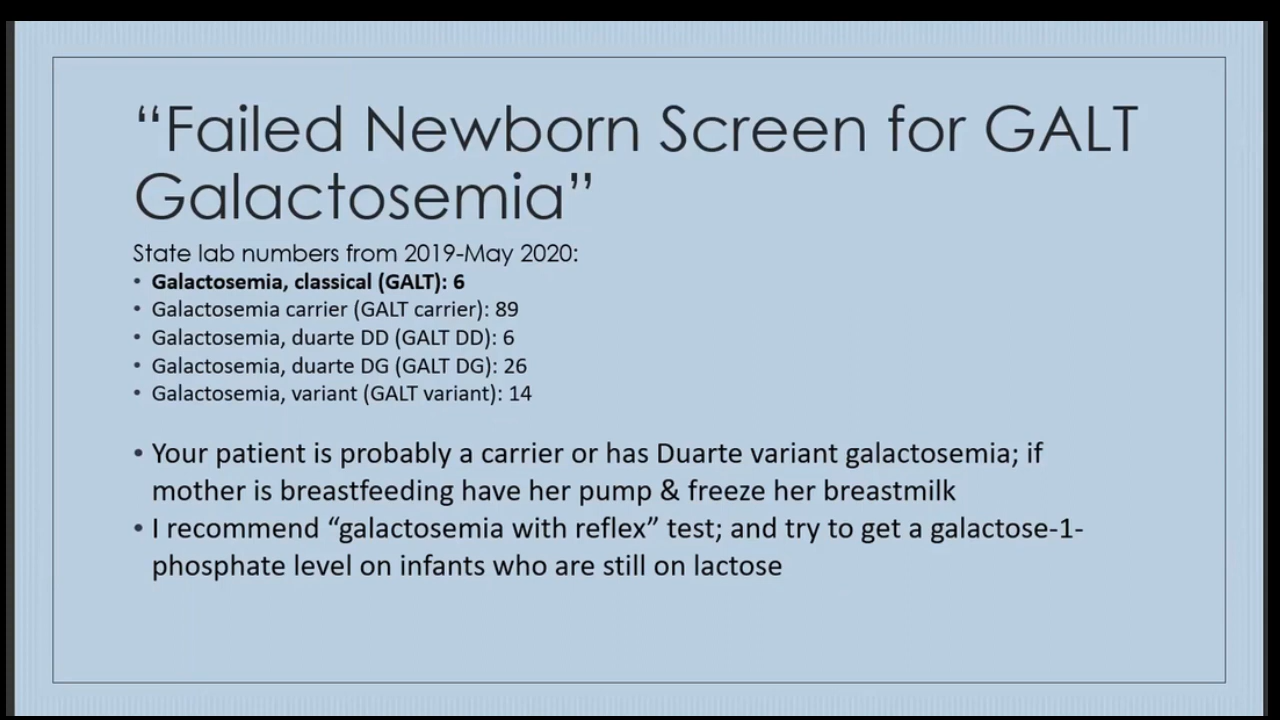 “Failed Newborn Screen for GALT
Galactosemia”
State lab numbers from 2019-May 2020:
• Galactosemia, classical (GALT): 6
• Galactosemia carrier (GALT carrier): 89
• Galactosemia, duarte DD (GALT DD): 6
• Galactosemia, duarte DG (GALT DG): 26
• Galactosemia, variant (GALT variant): 14
• Your patient is probably a carrier or has Duarte variant galactosemia; if
mother is breastfeeding have her pump & freeze her breastmilk
• I recommend “galactosemia with reflex” test; and try to get a galactose-1-
phosphate level on infants who are still on lactose